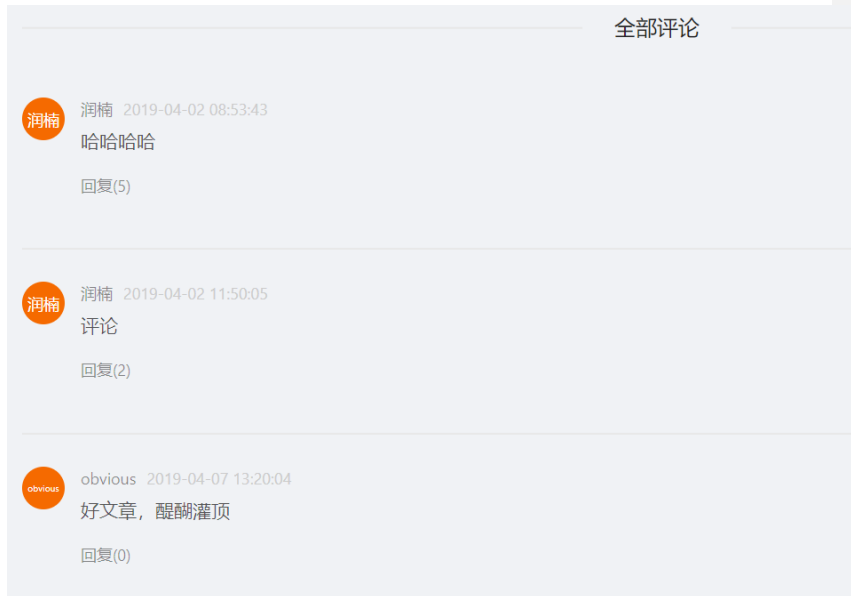 全部评论
润楠
润楠 2019-04-02 08:53:43
哈哈哈哈
回复(5)
润楠
润楠 2019-04-02 11:50:05
评论
回复(2)
obvious
obvious 2019-04-07 13:20:04
好文章，醍醐灌顶
回复(0)